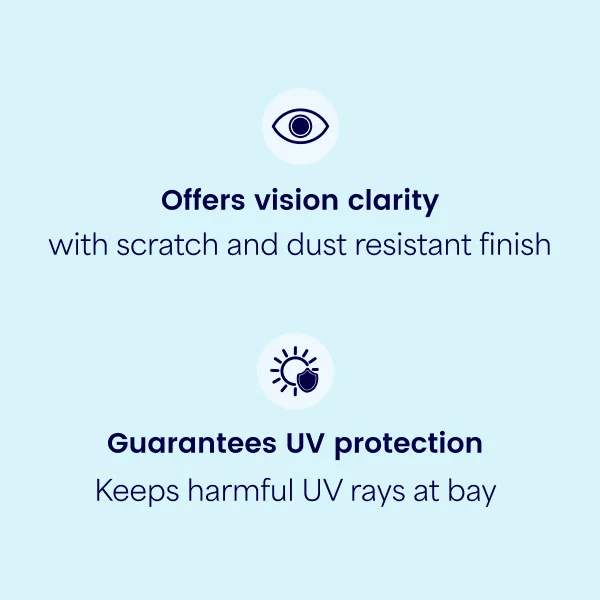 Offers vision clarity
with scratch and dust resistant finish
Guarantees UV protection
Keeps harmful UV rays at bay